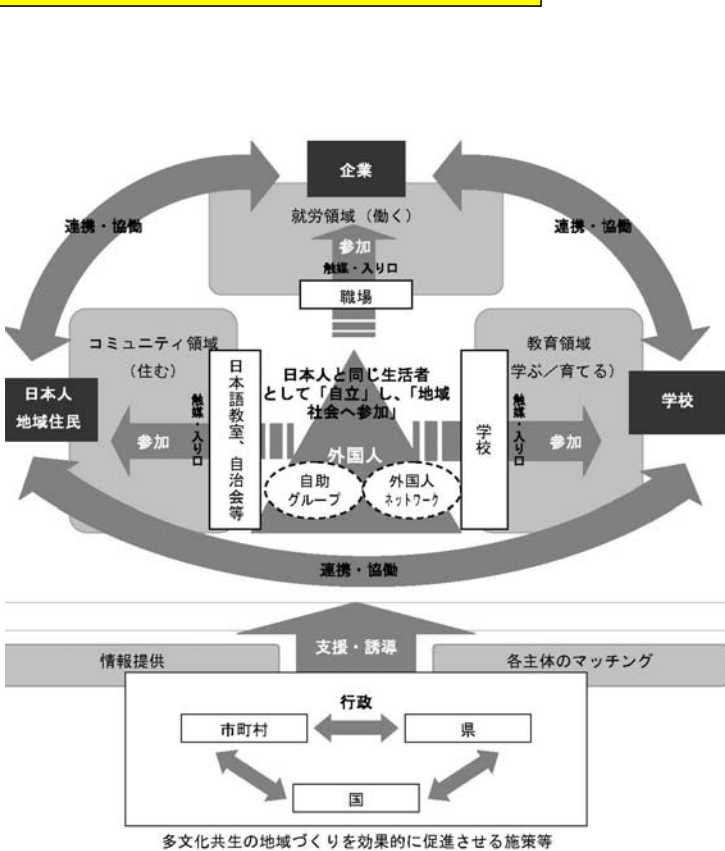 企業
就労領域（働く）
連携・協働
参加
連携・協働
触媒・入り口
職場
コミュニティ領域
（住む）
教育領域
学ぶ／育てる）
日本人
地域住民
触媒・入り口
参加
日本語教室、自治会等
日本人と同じ生活者
として「自立」し、「地域
社会へ参加」
外国人
自助
グループ
外国人
ネットワーク
学校
触媒・入り口
参加
学校
連携・協働
支援・誘導
情報提供
各主体のマッチング
行政
市町村
県
国
多文化共生の地域づくりを効果的に促進させる施策等